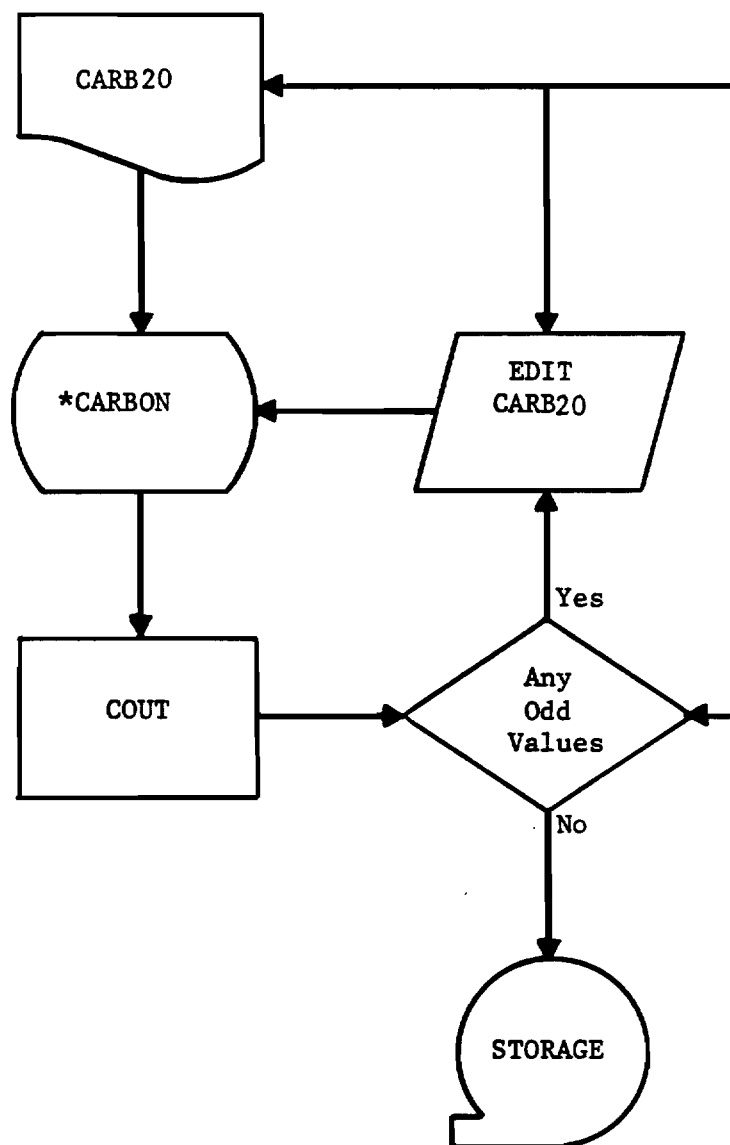 CARB20
*CARBON
EDIT
CARB20
Yes
COUT
Any
Odd
Values
No
STORAGE